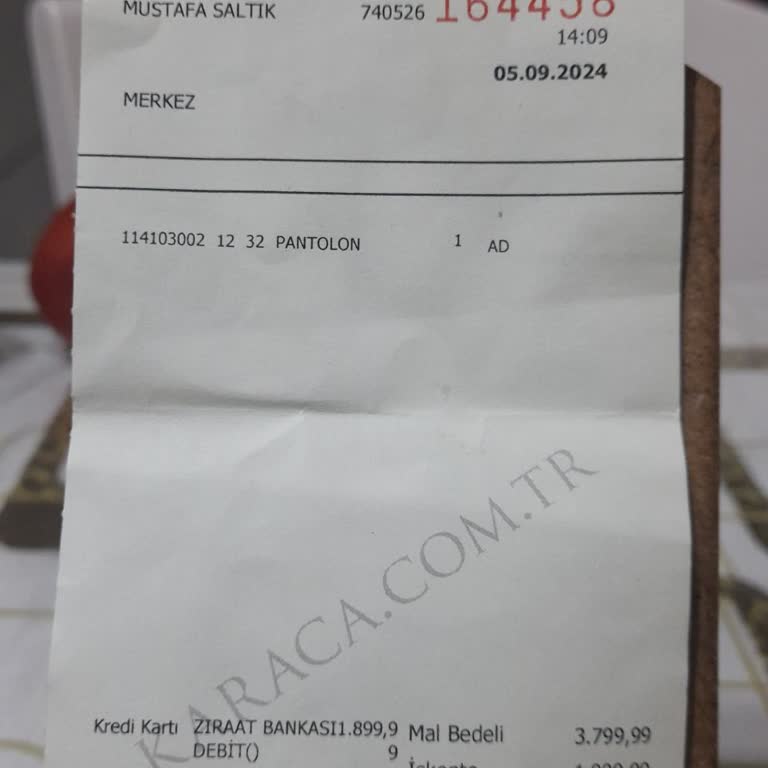 MUSTAFA SALTIK 740526
14:09
05.09.2024
MERKEZ
114103002 12 32 PANTOLON 1 AD
KARACA.COM.TR
Kredi Kartı ZIRAAT BANKASI1.899,9 Mal Bedeli 3.799,99
DEBİT() 9